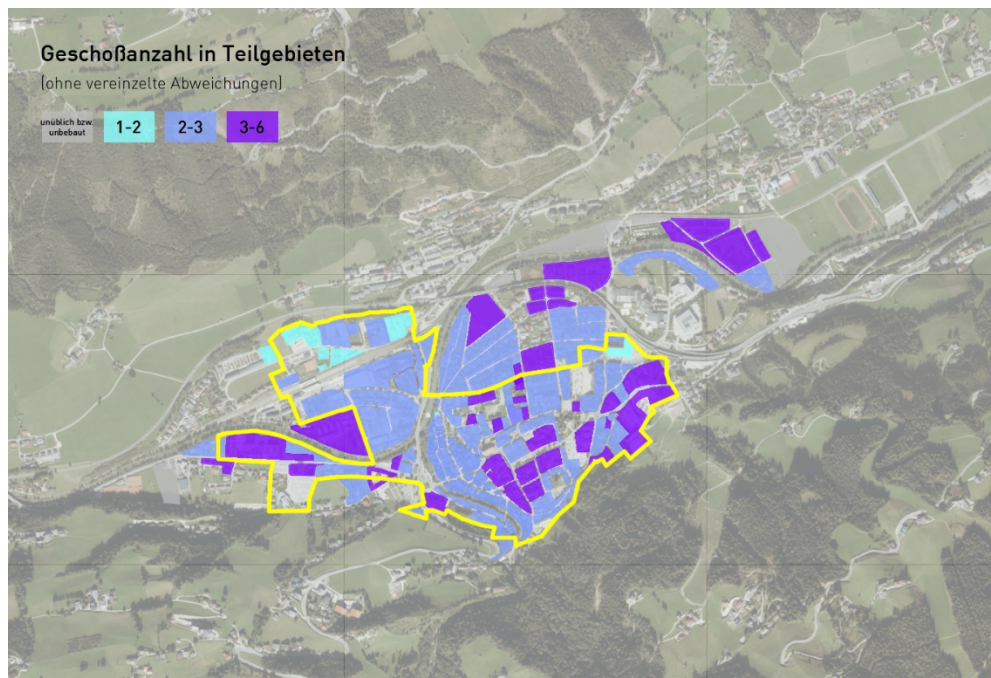 Geschoßanzahl in Teilgebieten
(ohne vereinzelte Abweichungen)
unüblich bzw.
unbebaut
1-2
2-3
3-6